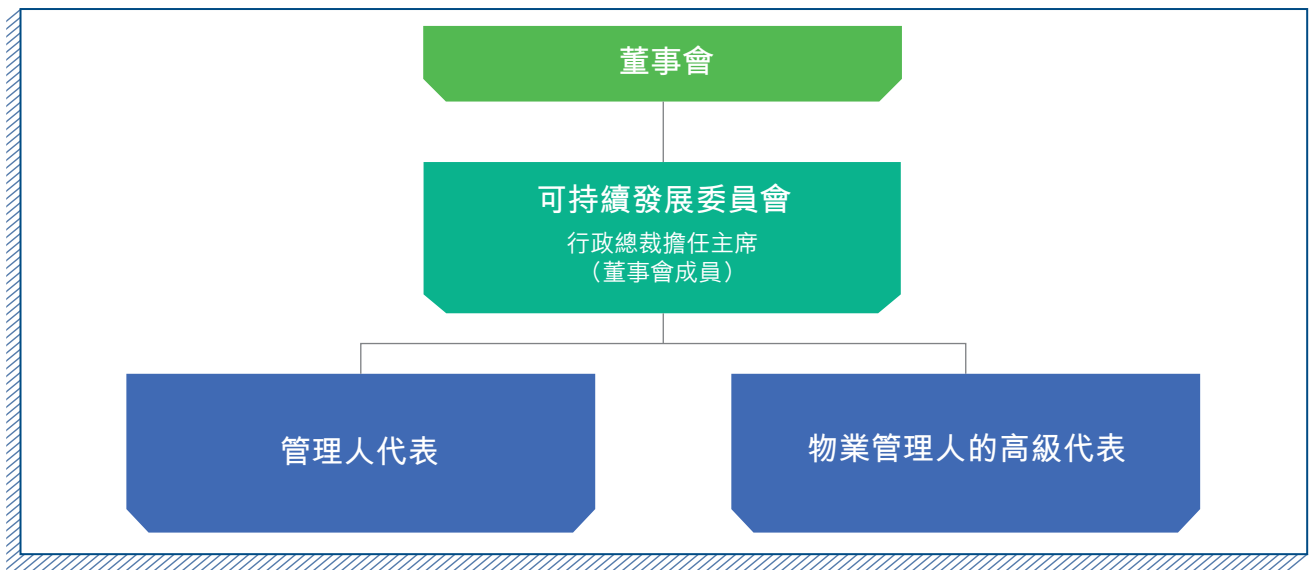 董事會
可持續發展委員會
行政總裁擔任主席
（董事會成員）
管理人代表
物業管理人的高級代表